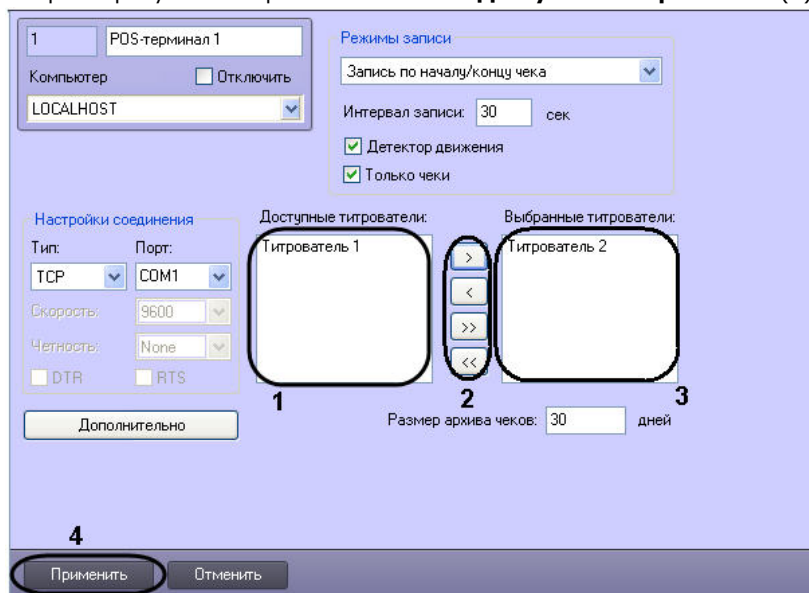 1 POS-терминал 1
Компьютер Отключить
LOCALHOST
Режимы записи
Запись по началу/концу чека
Интервал записи: 30 сек
Детектор движения
Только чеки
Настройки соединения
Тип: Порт:
TCP COM1
Скорость: 9600
Четность: None
DTR RTS
Дополнительно
Доступные титрователи:
Титрователь 1
1
>
<
>>
<<
2
Выбранные титрователи:
Титрователь 2
3
Размер архива чеков: 30 дней
4
Применить Отменить